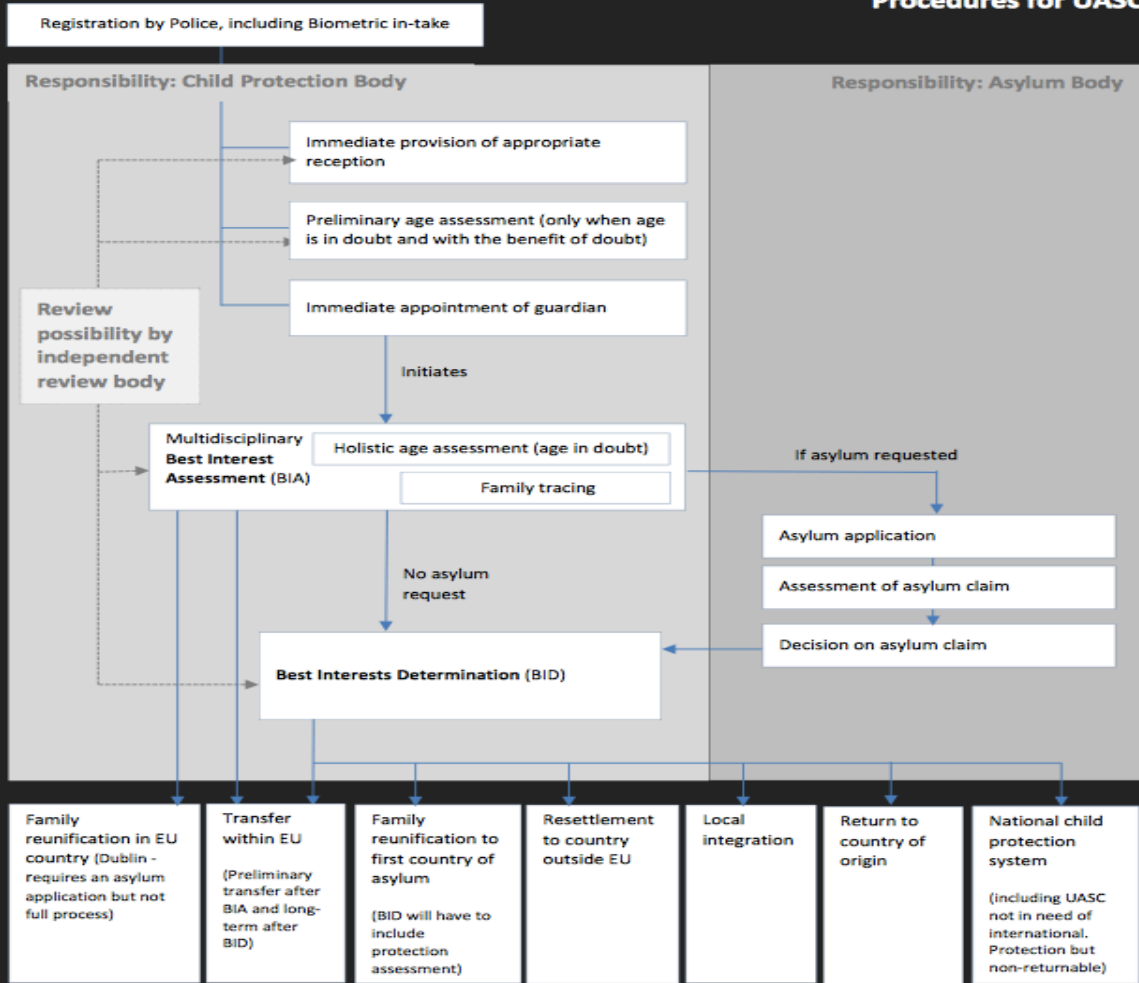 Procedures for UASC
Registration by Police, including Biometric in-take
Responsibility: Child Protection Body
Responsibility: Asylum Body
Immediate provision of appropriate
reception
Preliminary age assessment (only when age
is in doubt and with the benefit of doubt)
Immediate appointment of guardian
Review
possibility by
independent
review body
Initiates
Multidisciplinary
Best Interest
Assessment (BIA)
Holistic age assessment (age in doubt)
Family tracing
If asylum requested
Asylum application
Assessment of asylum claim
Decision on asylum claim
No asylum
request
Best Interests Determination (BID)
Family
reunification in EU
country (Dublin -
requires an asylum
application but not
full process)
Transfer
within EU
(Preliminary
transfer after
BIA and long-
term after
BID)
Family
reunification to
first country of
asylum
(BID will have to
include
protection
assessment)
Resettlement
to country
outside EU
Local
integration
Return to
country of
origin
National child
protection
system
(including UASC
not in need of
international.
Protection but
non-returnable)